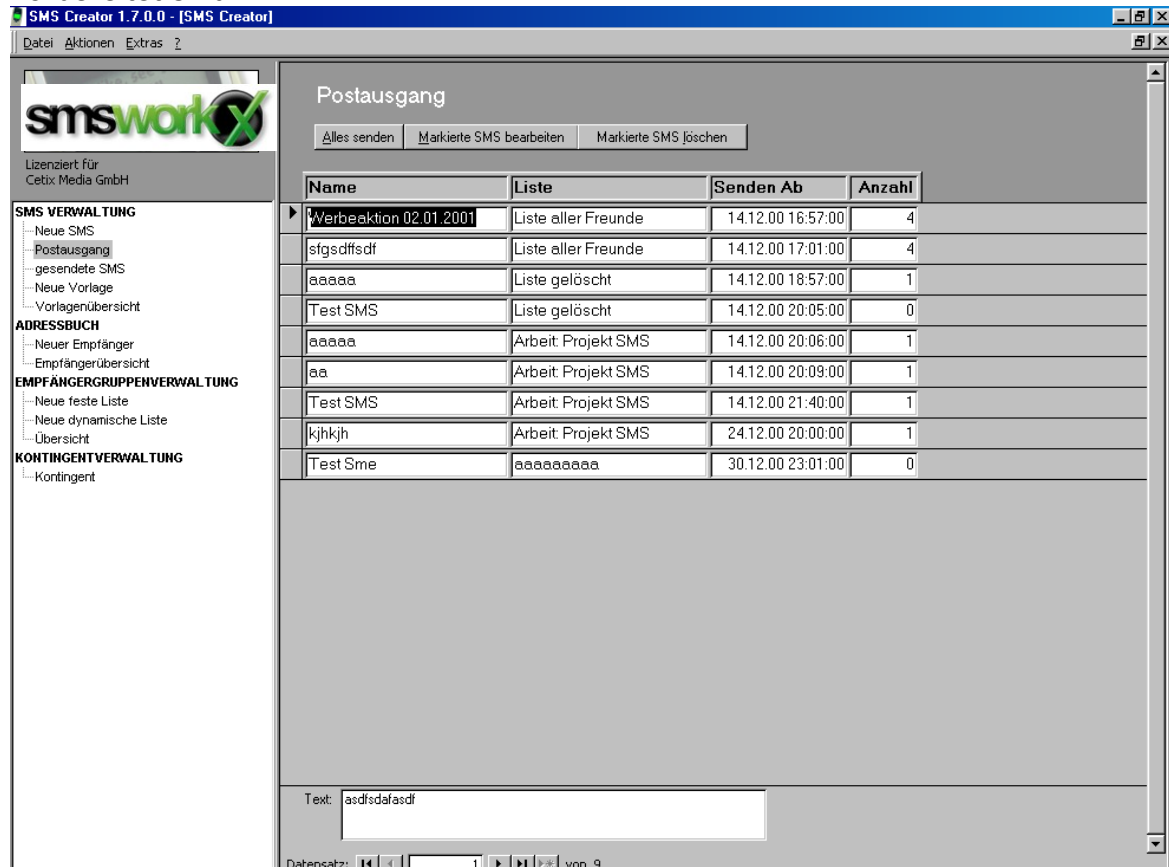 SMS Creator 1.7.0.0 - [SMS Creator]
Datei Aktionen Extras ?
smsworkx
Lizenziert für
Cetix Media GmbH
SMS VERWALTUNG
Neue SMS
Postausgang
gesendete SMS
Neue Vorlage
Vorlagenübersicht
ADRESSBUCH
Neuer Empfänger
Empfängerübersicht
EMPFÄNGERGRUPPENVERWALTUNG
Neue feste Liste
Neue dynamische Liste
Übersicht
KONTINGENTVERWALTUNG
Kontingent
Postausgang
Alles senden Markierte SMS bearbeiten Markierte SMS löschen
Name Liste Senden Ab Anzahl
Werbeaktion 02.01.2001 Liste aller Freunde 14.12.00 16:57:00 4
sfgsdffsdf Liste aller Freunde 14.12.00 17:01:00 4
aaaaa Liste gelöscht 14.12.00 18:57:00 1
Test SMS Liste gelöscht 14.12.00 20:05:00 0
aaaaa Arbeit: Projekt SMS 14.12.00 20:06:00 1
aa Arbeit: Projekt SMS 14.12.00 20:09:00 1
Test SMS Arbeit: Projekt SMS 14.12.00 21:40:00 1
kjhkjh Arbeit: Projekt SMS 24.12.00 20:00:00 1
Test Sme aaaaaaaaa 30.12.00 23:01:00 0
Text: asdfsdafasdf
Datensatz: 1 von 9